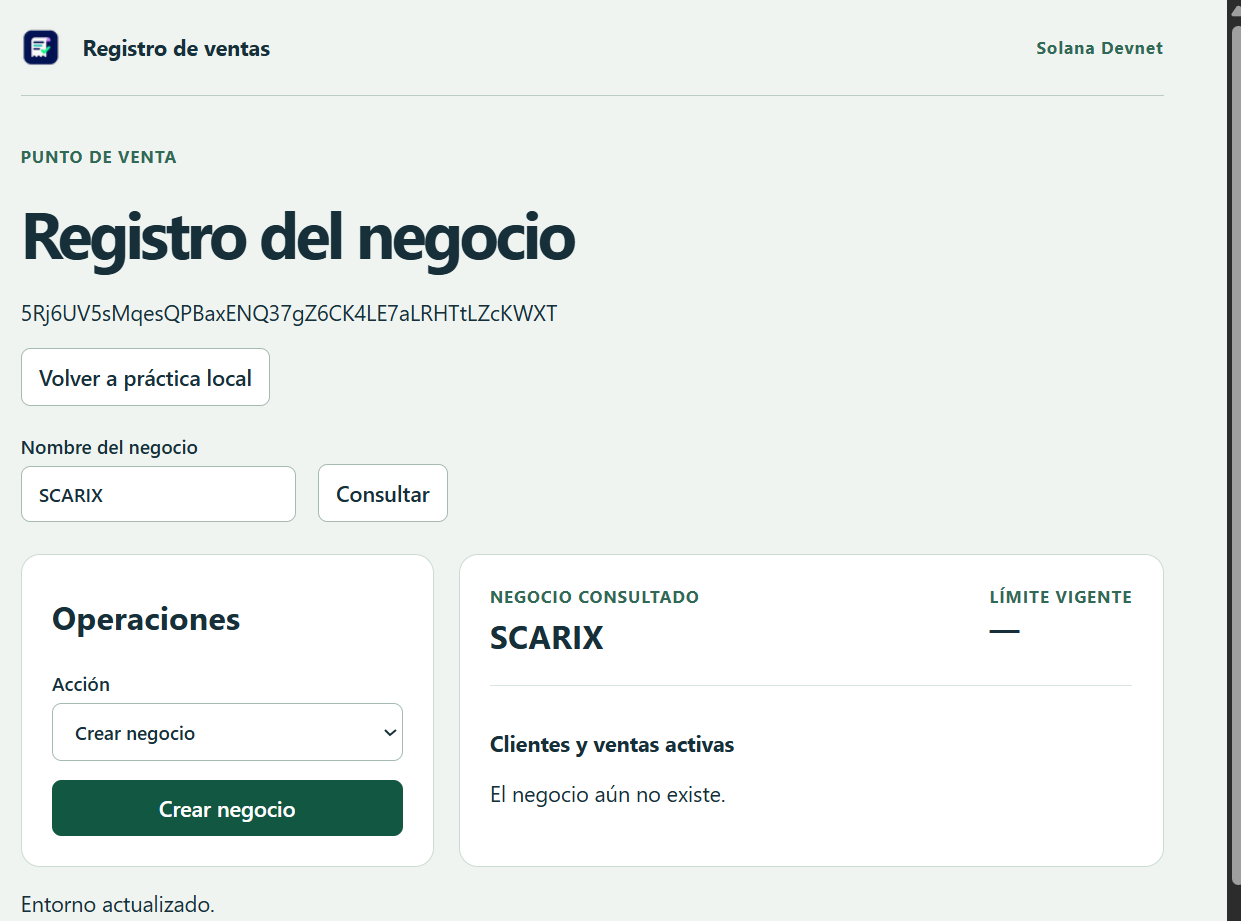 Registro de ventas
Solana Devnet
PUNTO DE VENTA
Registro del negocio
5Rj6UV5sMqesQPBaxENQ37gZ6CK4LE7aLRHTtLZcKWXT
Volver a práctica local
Nombre del negocio
SCARIX
Consultar
Operaciones
Acción
Crear negocio
Crear negocio
NEGOCIO CONSULTADO
SCARIX
LÍMITE VIGENTE
—
Clientes y ventas activas
El negocio aún no existe.
Entorno actualizado.